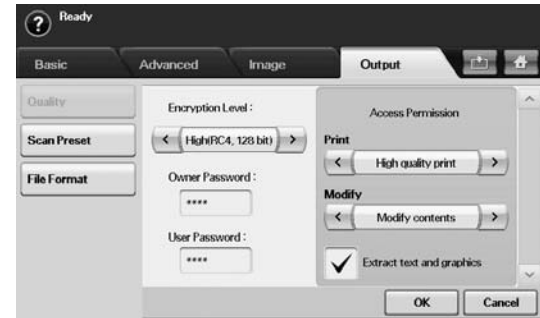 ? Ready
Basic
Advanced
Image
Output
Quality
Scan Preset
File Format
Encryption Level :
< High(RC4, 128 bit) >
Owner Password :
****
User Password :
****
Access Permission
Print
< High quality print >
Modify
< Modify contents >
Extract text and graphics
OK
Cancel